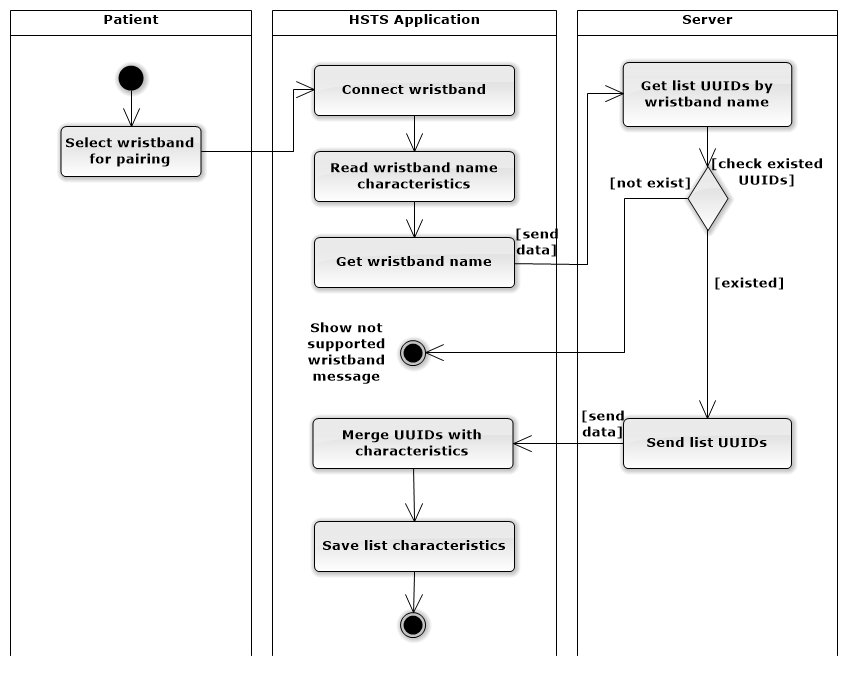 Patient
HSTS Application
Server
Select wristband
for pairing
Connect wristband
Read wristband name
characteristics
Get wristband name
[send
data]
Get list UUIDs by
wristband name
[check existed
UUIDs]
[not exist]
[existed]
Show not
supported
wristband
message
[send
data]
Send list UUIDs
Merge UUIDs with
characteristics
Save list characteristics